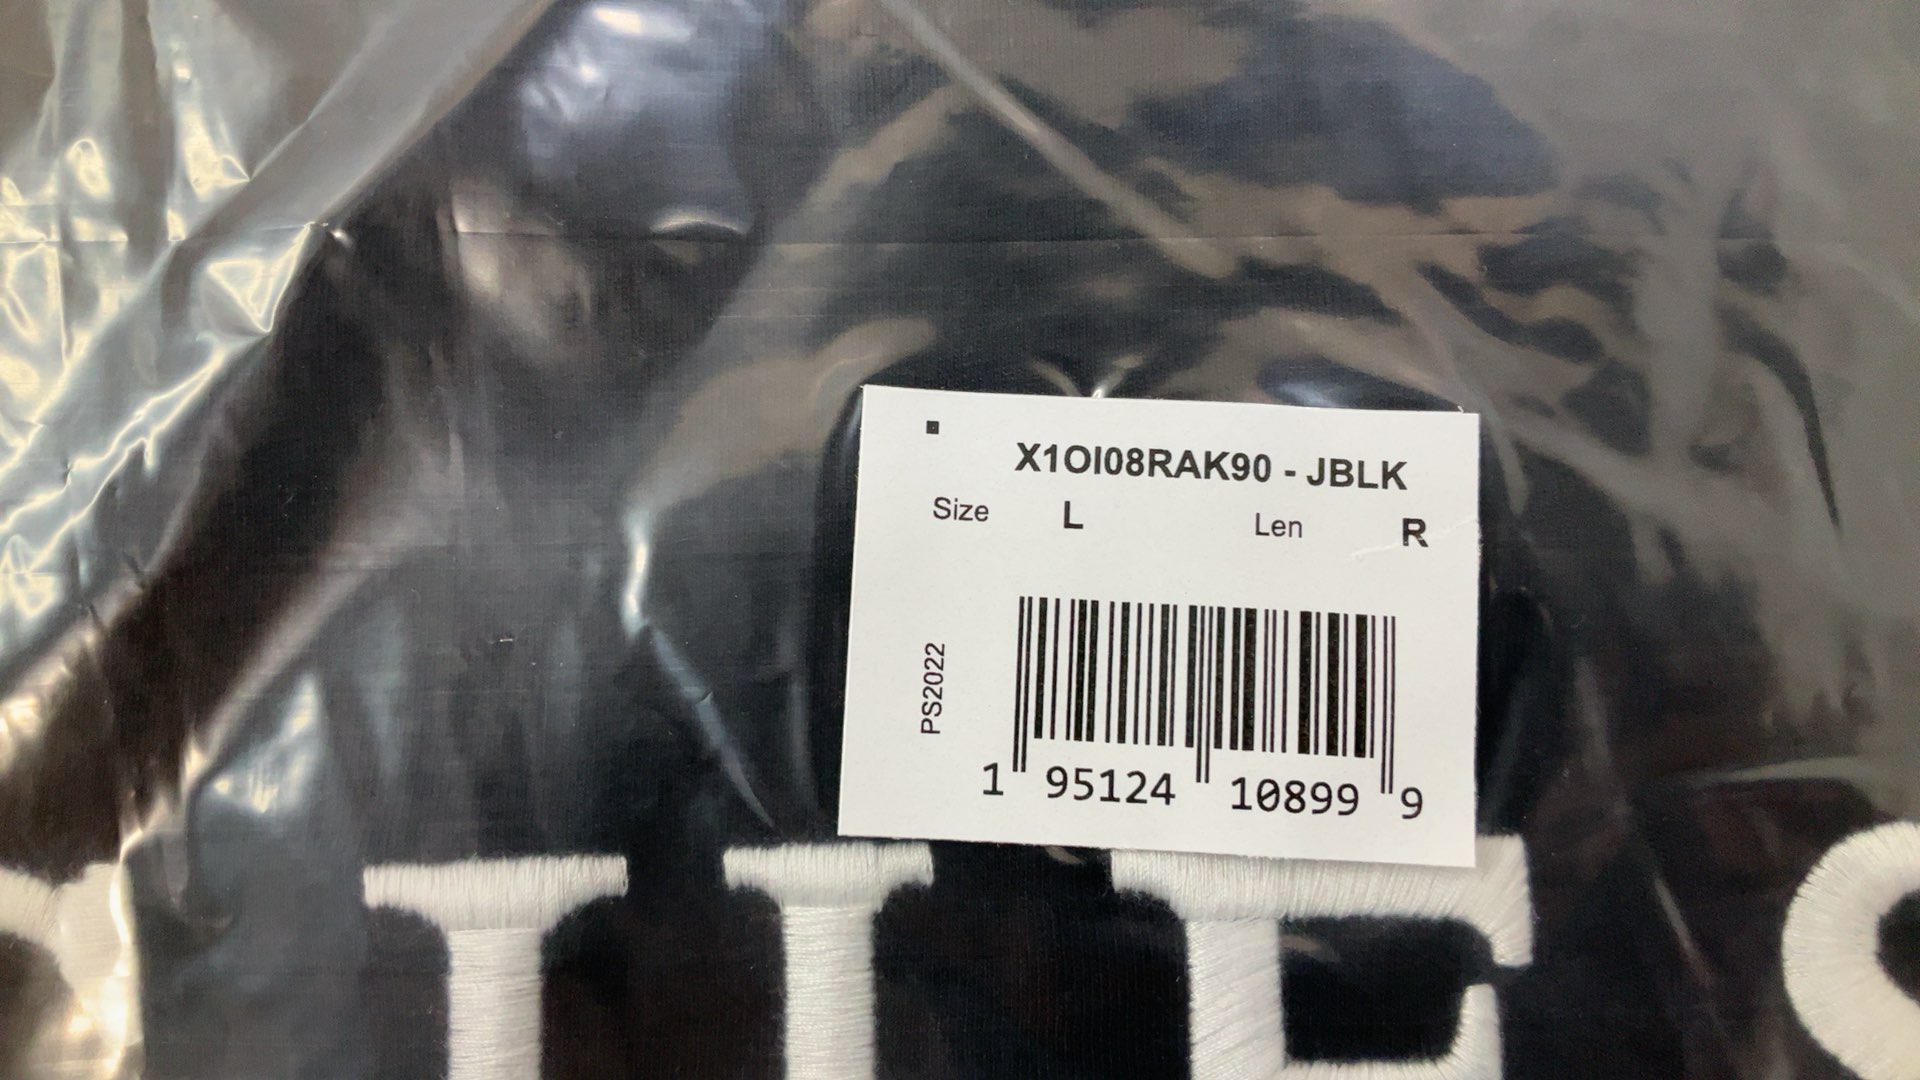 X1OI08RAK90 - JBLK
Size L Len R
PS2022
1 95124 10899 9